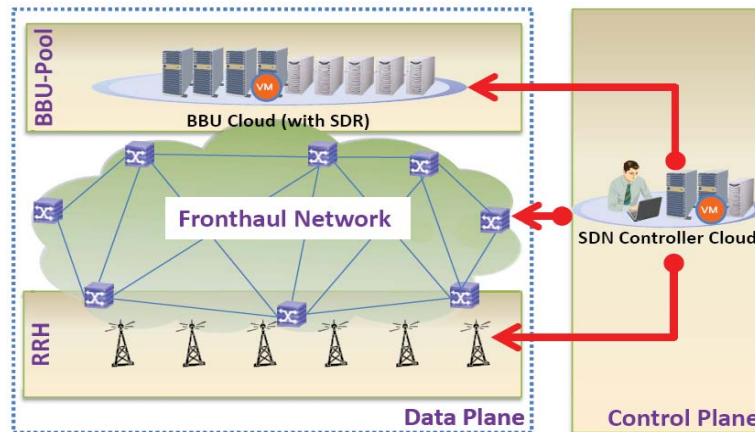 BBU-Pool
VM
BBU Cloud (with SDR)
Fronthaul Network
VM
SDN Controller Cloud
RRH
Data Plane
Control Plane